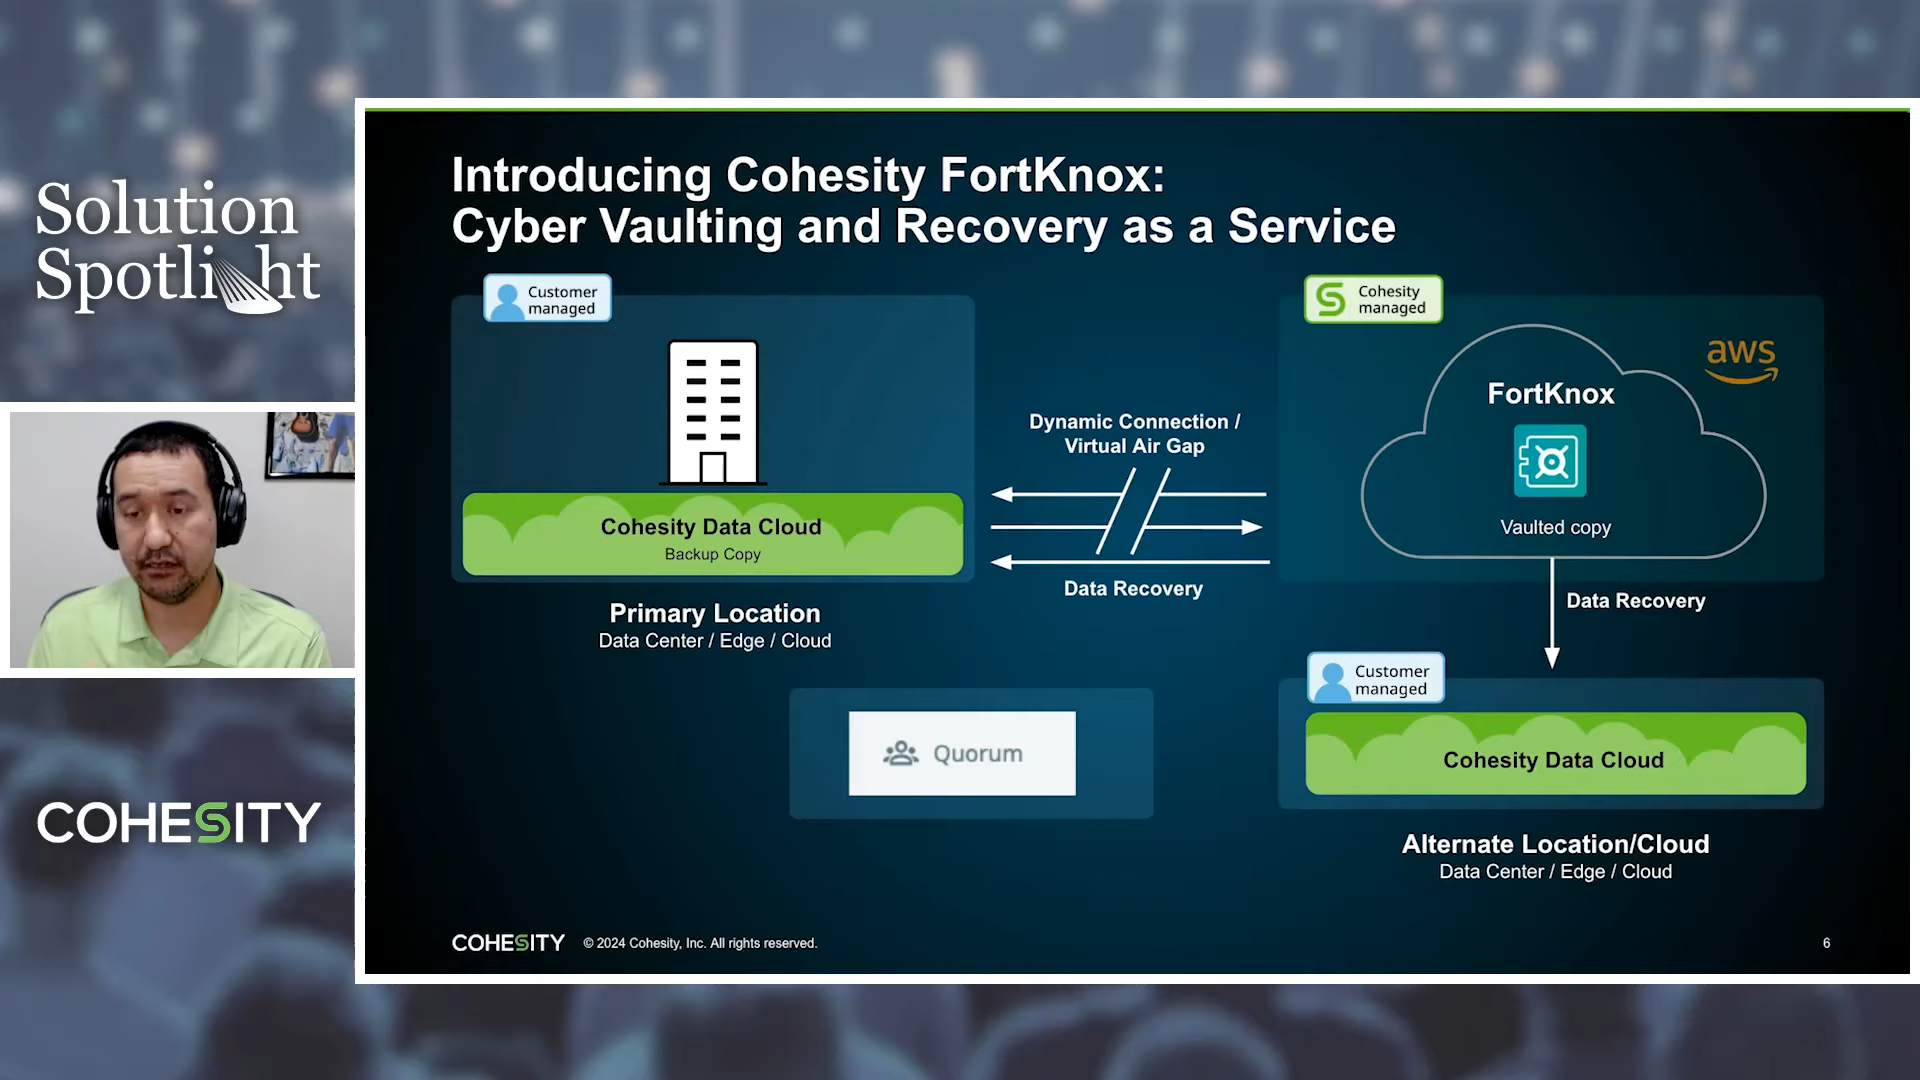 Solution
Spotlight
COHESITY
Introducing Cohesity FortKnox:
Cyber Vaulting and Recovery as a Service
Customer
managed
Cohesity Data Cloud
Backup Copy
Primary Location
Data Center / Edge / Cloud
Dynamic Connection /
Virtual Air Gap
Data Recovery
Cohesity
managed
aws
FortKnox
Vaulted copy
Data Recovery
Customer
managed
Cohesity Data Cloud
Alternate Location/Cloud
Data Center / Edge / Cloud
Quorum
COHESITY © 2024 Cohesity, Inc. All rights reserved.
6